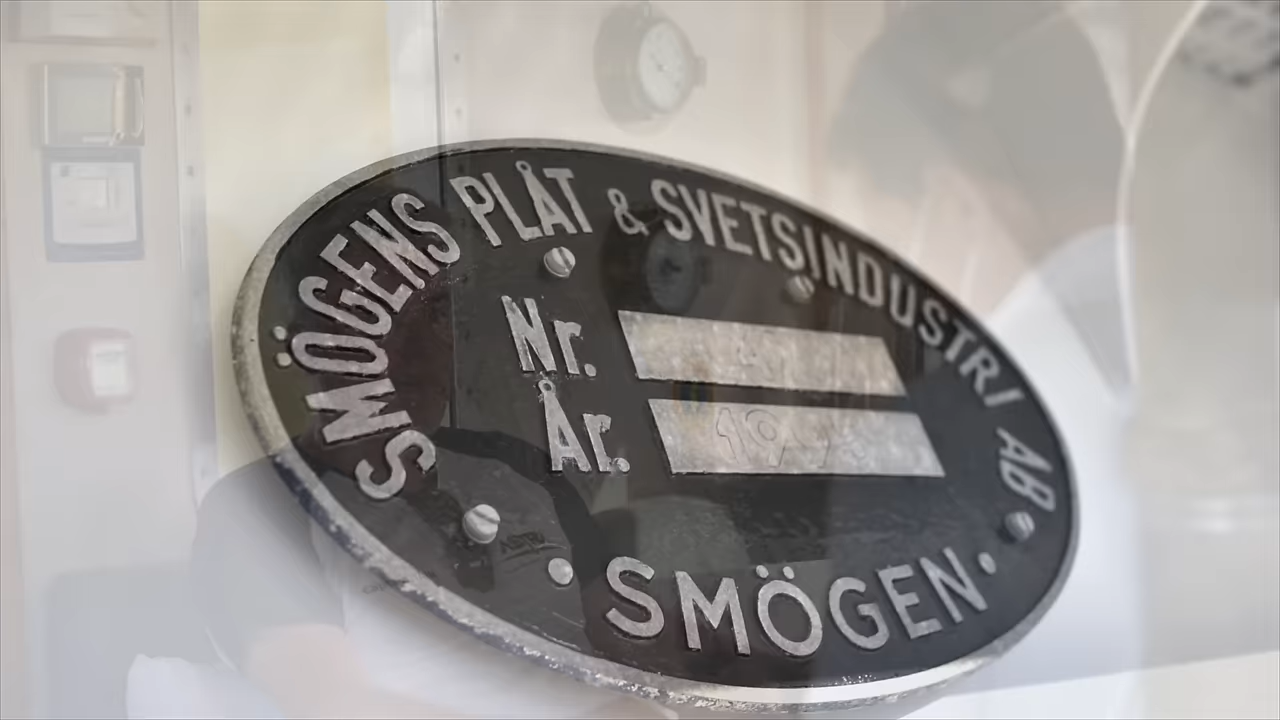 SMÖGENS PLÅT & SVETSINDUSTRI AB
Nr.
År.
• SMÖGEN •